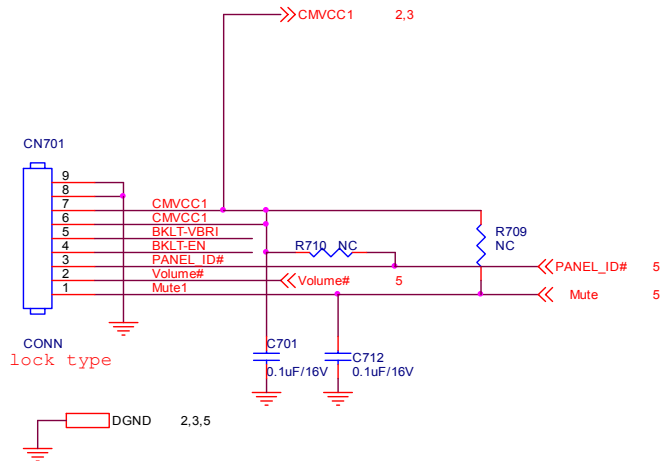 CMVCC1 2,3
CN701
9
8
7 CMVCC1
6 CMVCC1
5 BKLT-VBRI
4 BKLT-EN
3 PANEL_ID#
2 Volume#
1 Mute1
R710 NC
R709
NC
PANEL_ID# 5
Volume# 5
Mute 5
CONN
lock type
C701
0.1uF/16V
C712
0.1uF/16V
DGND 2,3,5